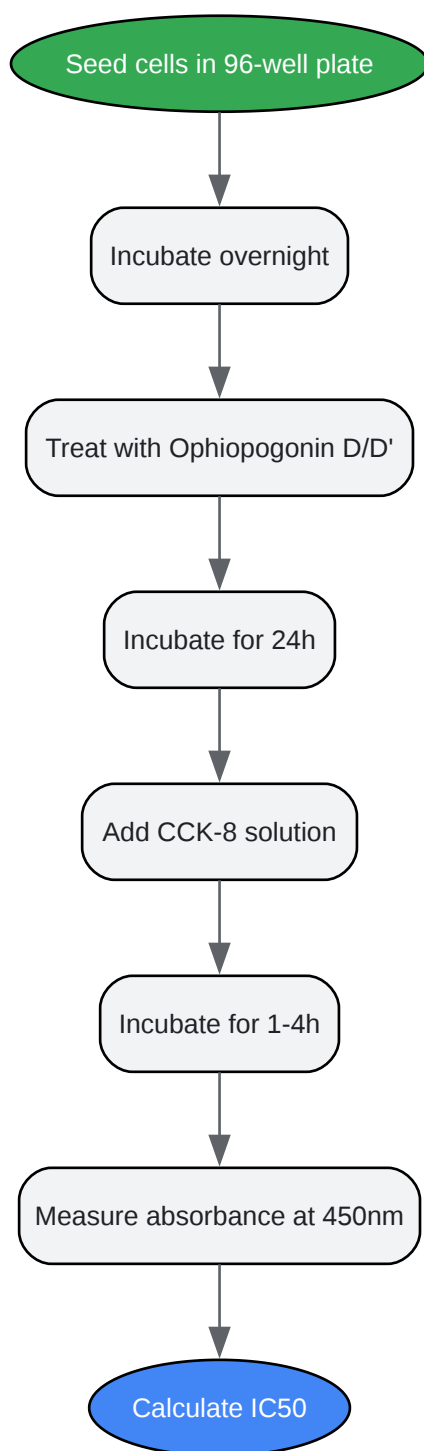 Seed cells in 96-well plate
Incubate overnight
Treat with Ophiopogonin D/D'
Incubate for 24h
Add CCK-8 solution
Incubate for 1-4h
Measure absorbance at 450nm
Calculate IC50